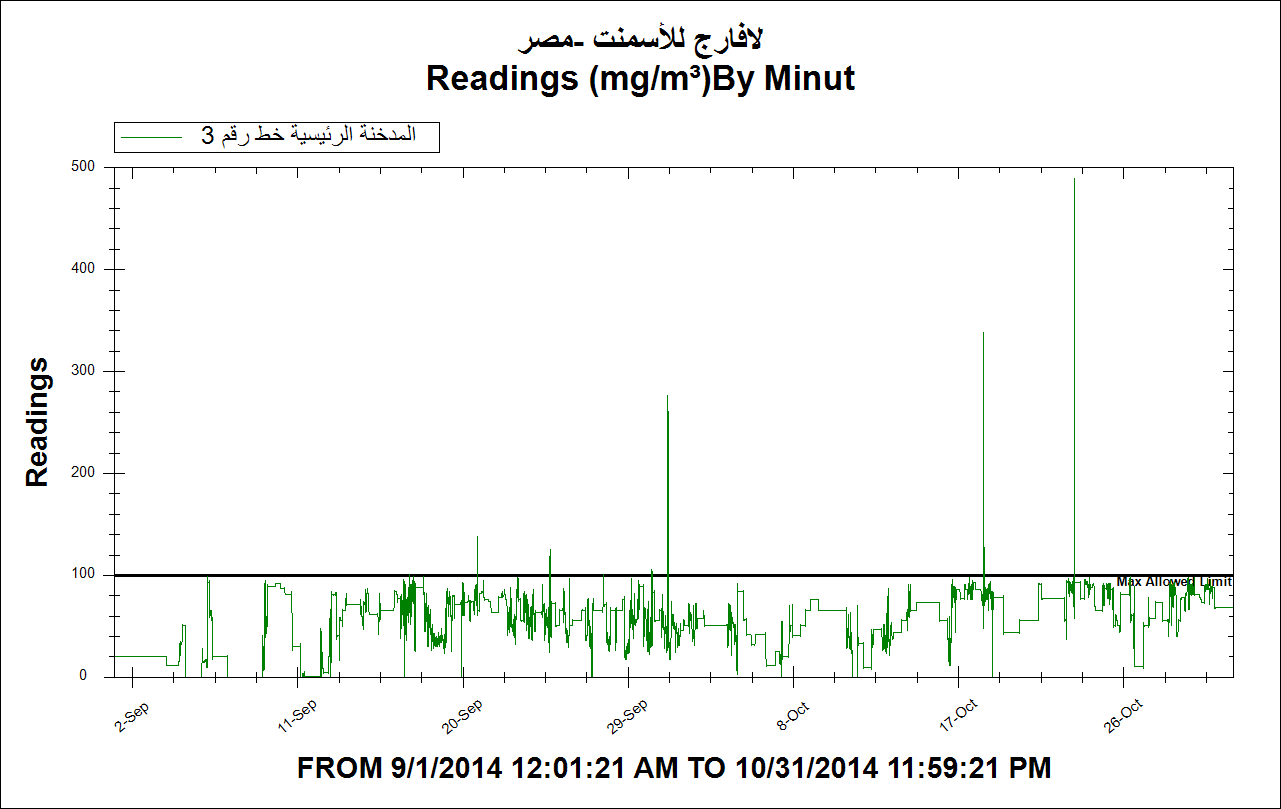 لافارج للأسمنت -مصر
Readings (mg/m³)By Minut
المدخنة الرئيسية خط رقم 3
500
400
300
200
100
0
Readings
Max Allowed Limit
2-Sep
11-Sep
20-Sep
29-Sep
8-Oct
17-Oct
26-Oct
FROM 9/1/2014 12:01:21 AM TO 10/31/2014 11:59:21 PM